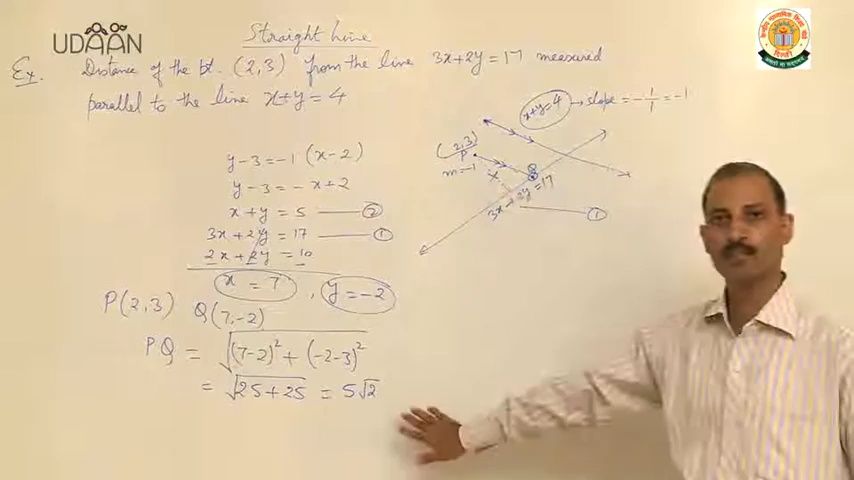 UDAAN
Straight Line
Ex. Distance of the pt. (2,3) from the line 3x+2y=17 measured
parallel to the line x+y=4
x+y=4 → slope = -1/1 = -1
(2,3)
P
m=-1
Q
3x+2y=17
①
y-3=-1(x-2)
y-3=-x+2
x+y=5 ②
3x+2y=17 ①
2x+2y=10
x=7, y=-2
P(2,3) Q(7,-2)
PQ = √(7-2)²+(-2-3)²
= √25+25 = 5√2